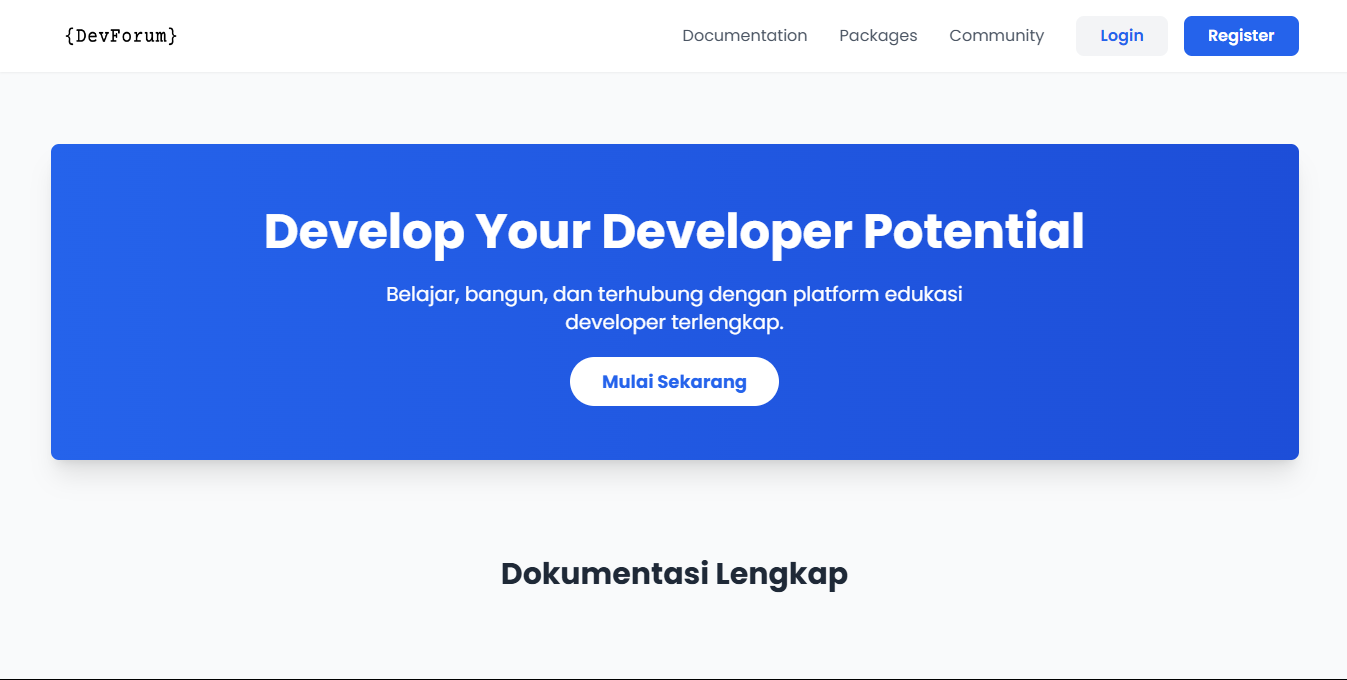 {DevForum}
Documentation
Packages
Community
Login
Register
Develop Your Developer Potential
Belajar, bangun, dan terhubung dengan platform edukasi
developer terlengkap.
Mulai Sekarang
Dokumentasi Lengkap